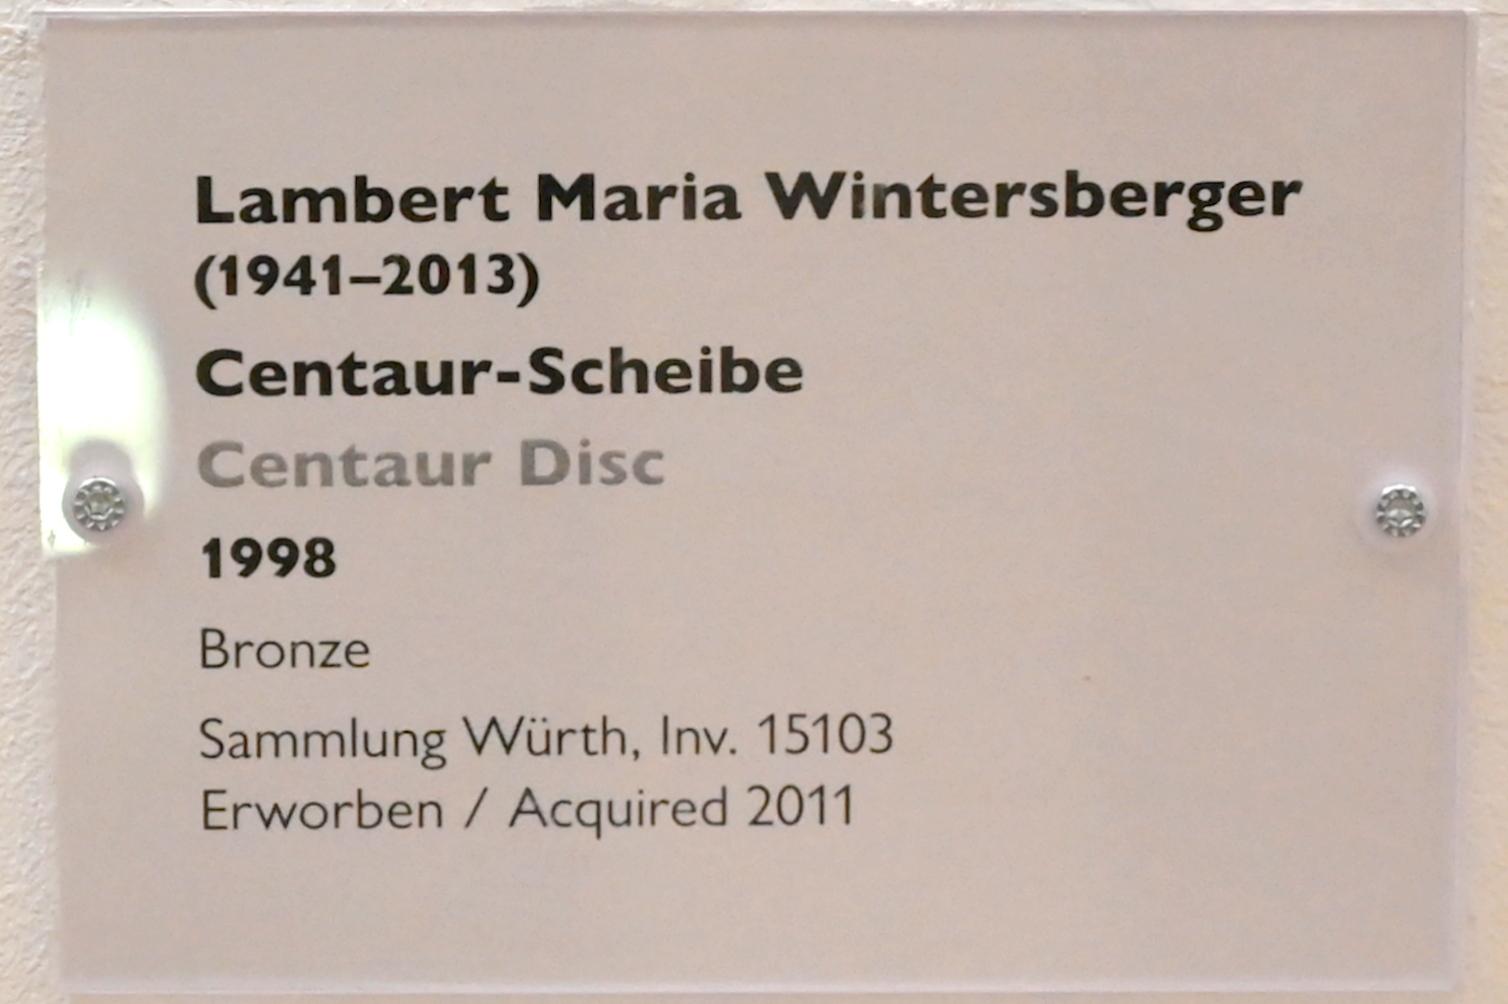 Lambert Maria Wintersberger
(1941–2013)
Centaur-Scheibe
Centaur Disc
1998
Bronze
Sammlung Würth, Inv. 15103
Erworben / Acquired 2011